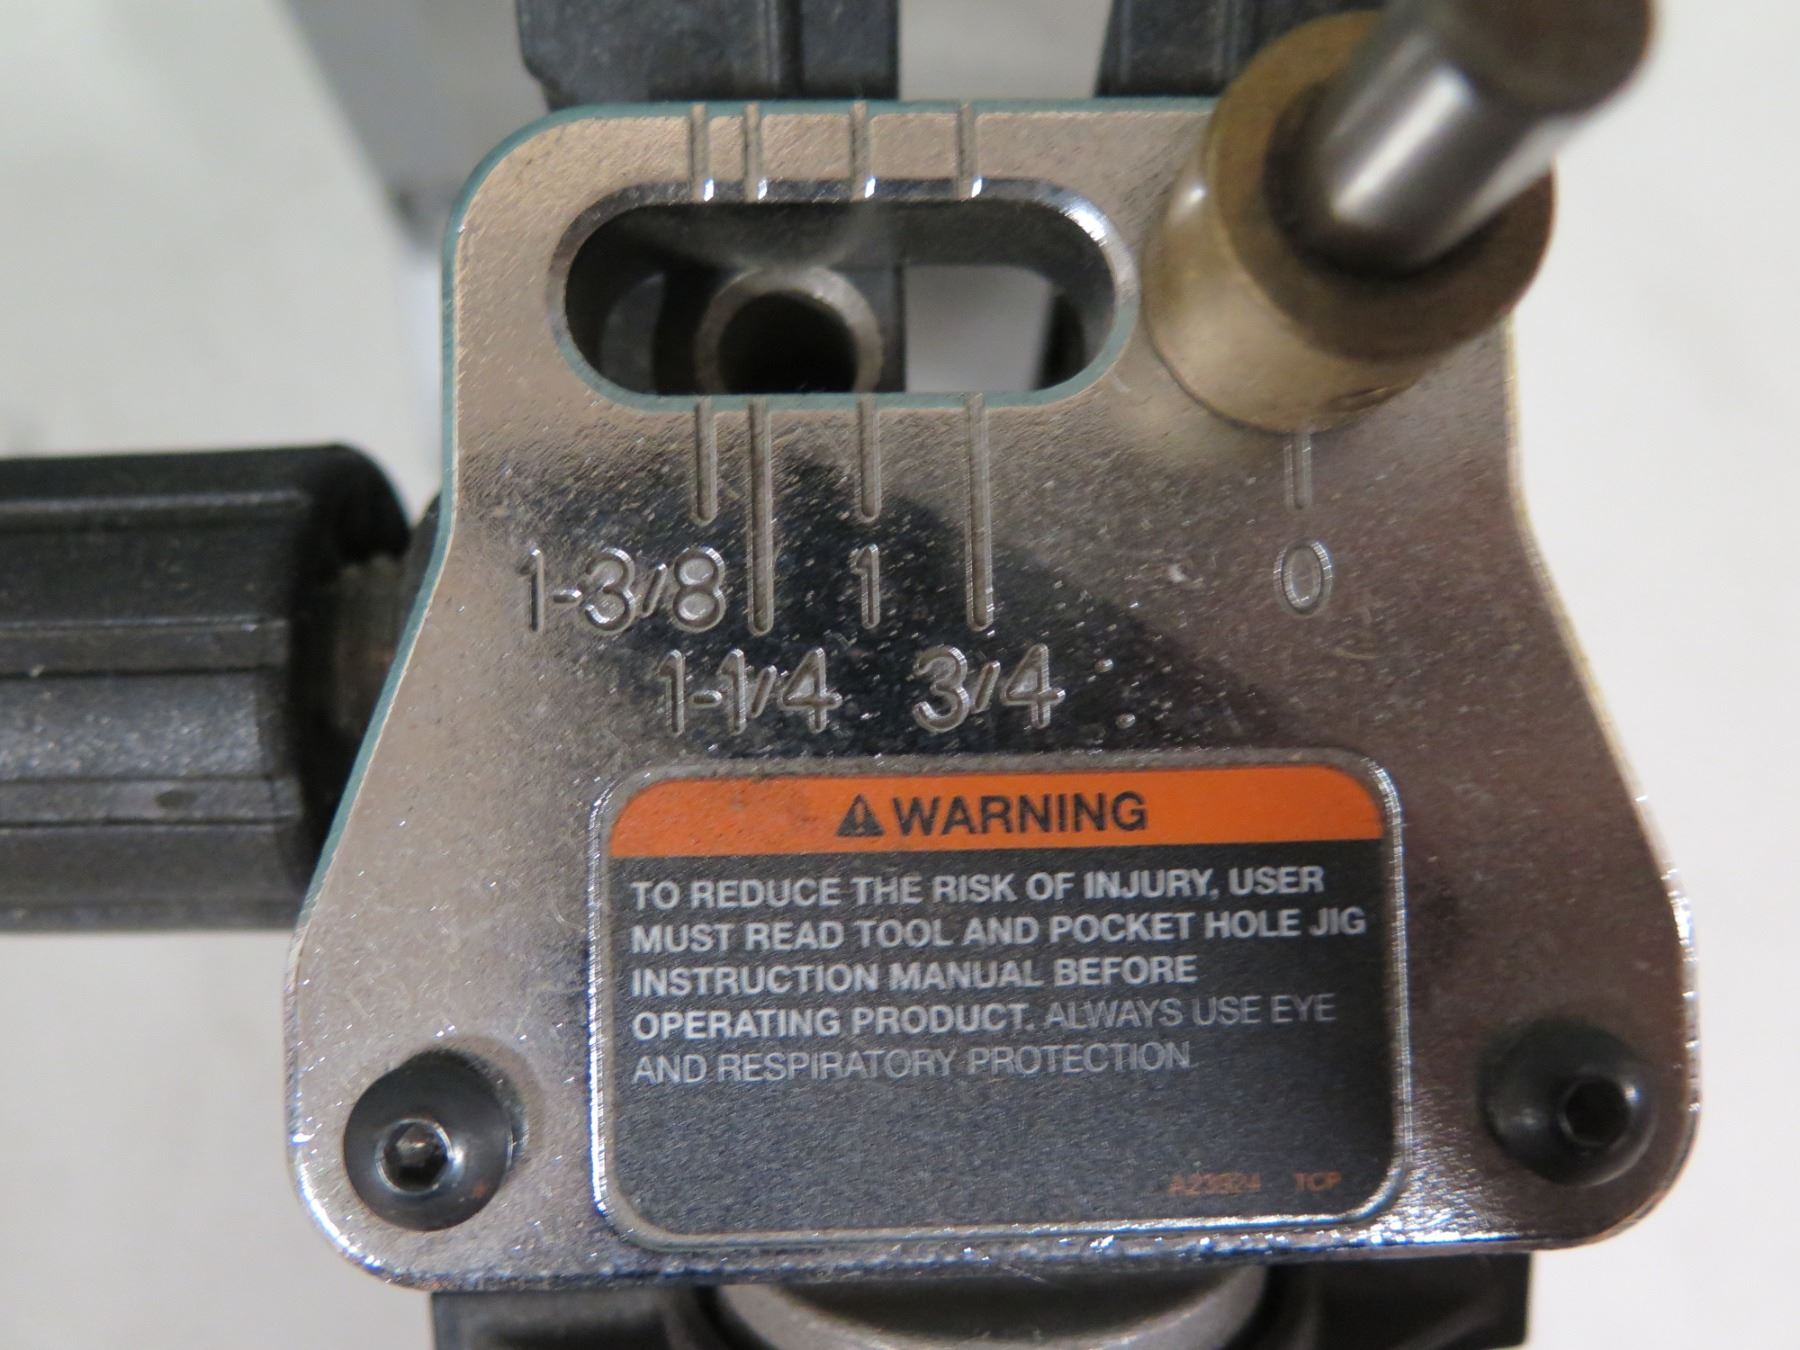 1-3/8 1 0
1-1/4 3/4
⚠ WARNING
TO REDUCE THE RISK OF INJURY, USER
MUST READ TOOL AND POCKET HOLE JIG
INSTRUCTION MANUAL BEFORE
OPERATING PRODUCT. ALWAYS USE EYE
AND RESPIRATORY PROTECTION.
TCP